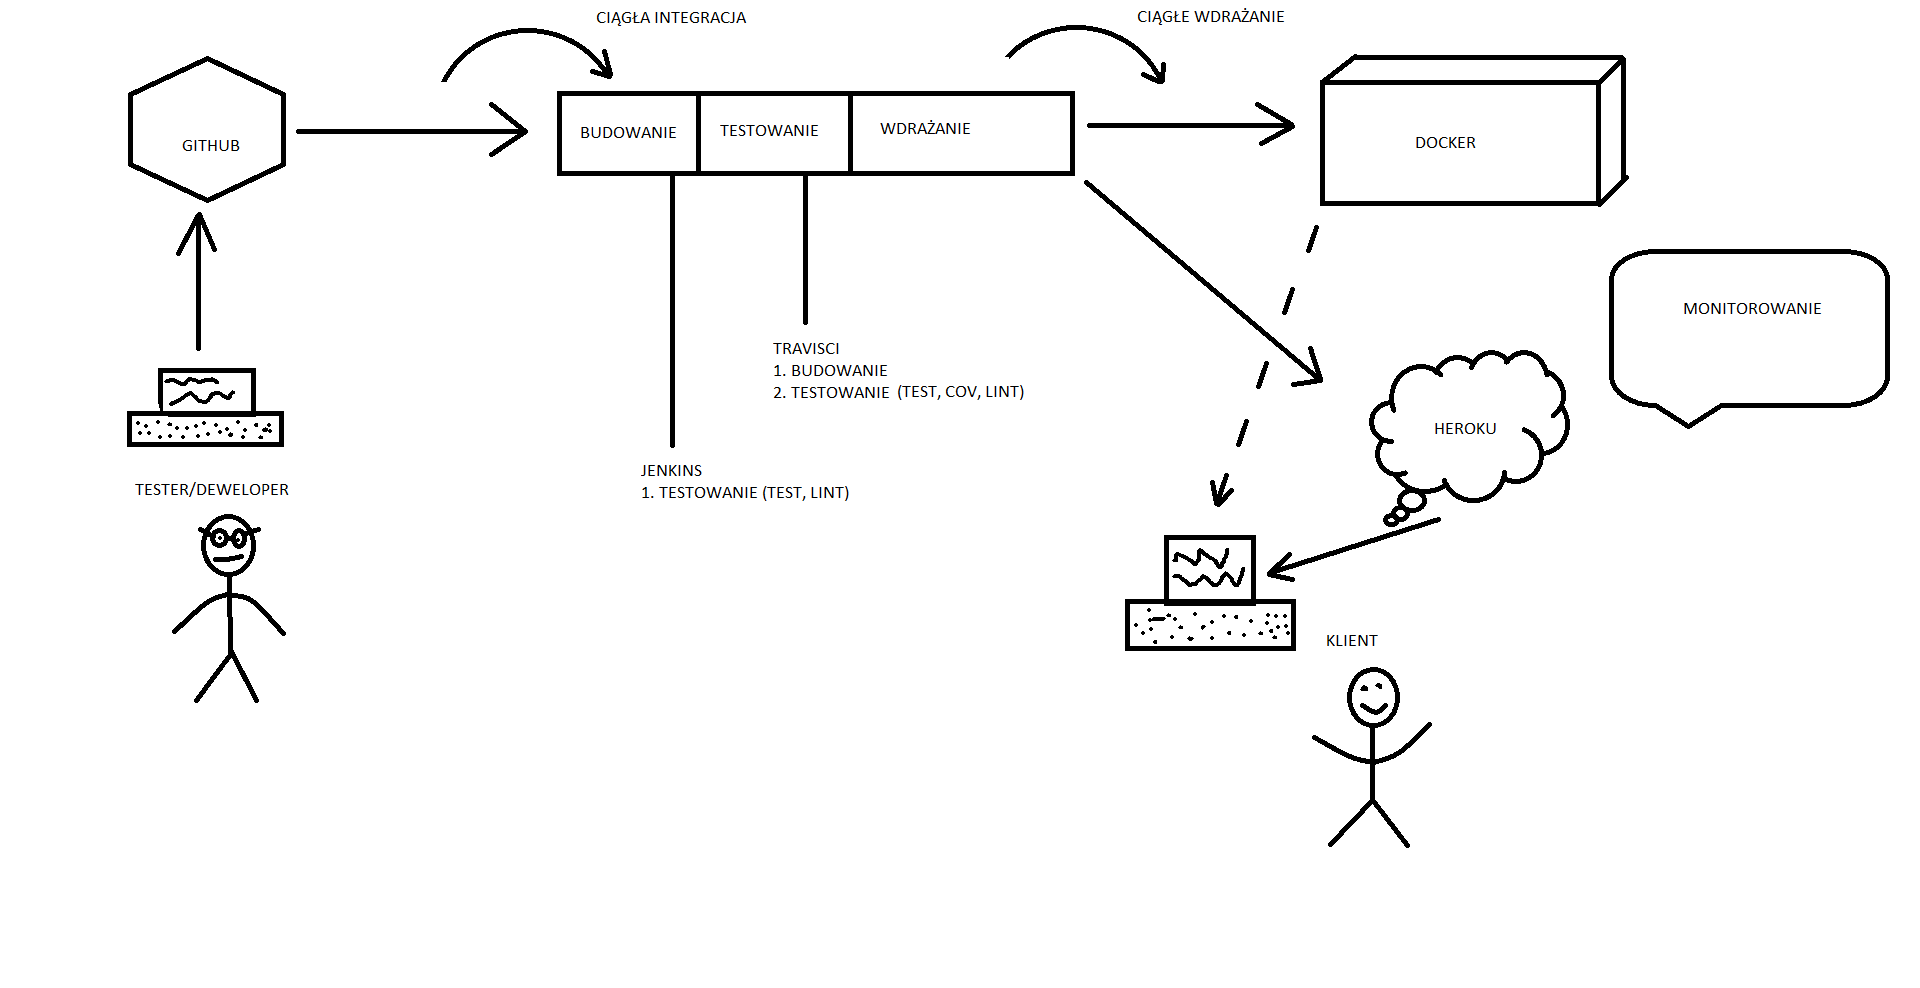 CIĄGŁA INTEGRACJA
CIĄGŁE WDRAŻANIE
GITHUB
BUDOWANIE
TESTOWANIE
WDRAŻANIE
DOCKER
MONITOROWANIE
TRAVISCI
1. BUDOWANIE
2. TESTOWANIE (TEST, COV, LINT)
HEROKU
JENKINS
1. TESTOWANIE (TEST, LINT)
TESTER/DEWELOPER
KLIENT